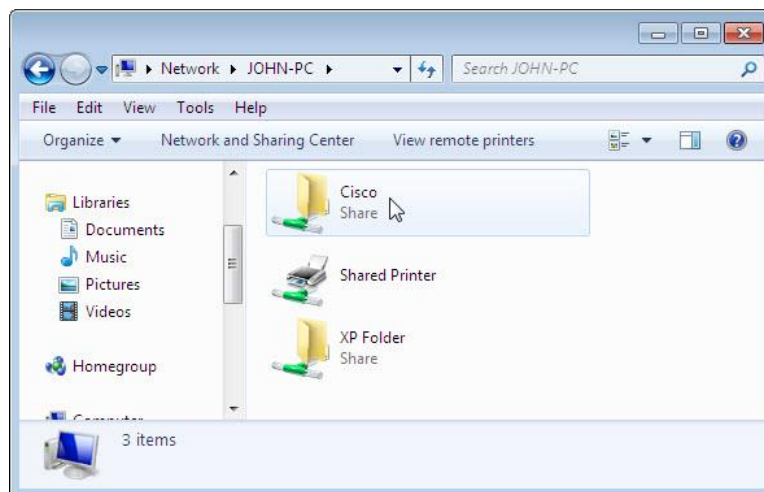 Network JOHN-PC Search JOHN-PC
File Edit View Tools Help
Organize Network and Sharing Center View remote printers
Libraries
Documents
Music
Pictures
Videos
Homegroup
Computer
Cisco
Share
Shared Printer
XP Folder
Share
3 items